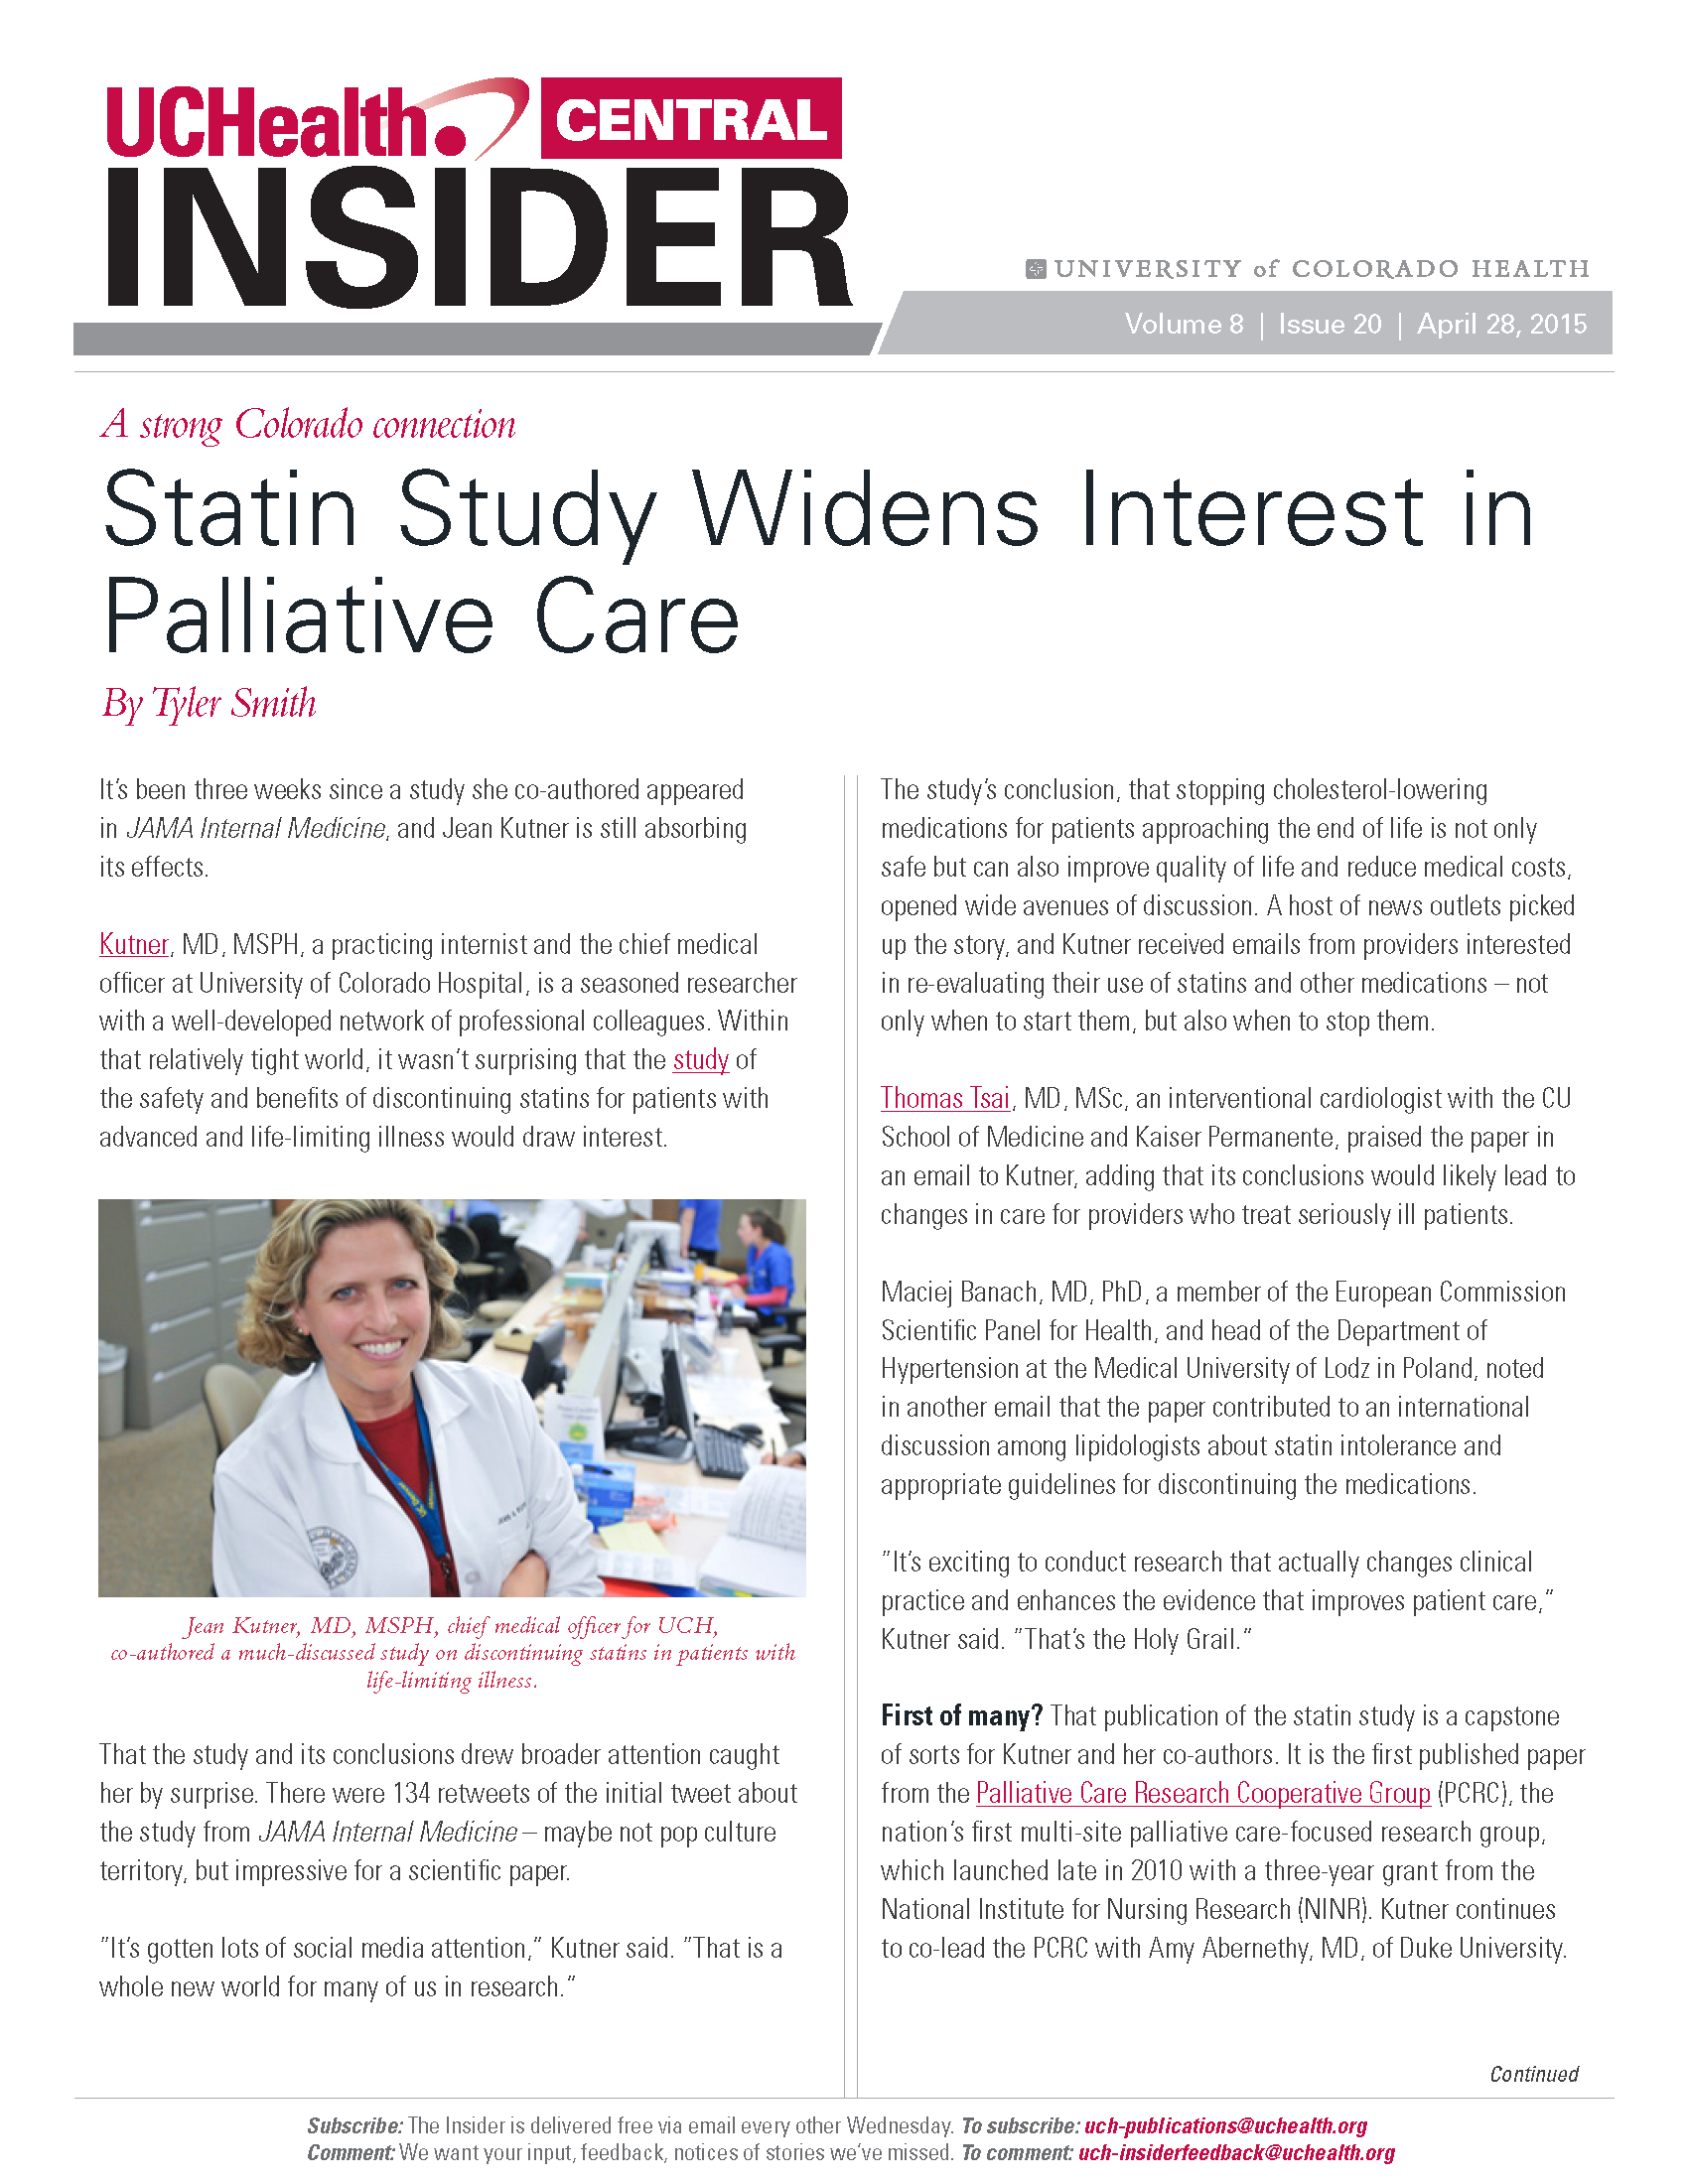 UCHealth CENTRAL
INSIDER
UNIVERSITY of COLORADO HEALTH
Volume 8 | Issue 20 | April 28, 2015
A strong Colorado connection
Statin Study Widens Interest in
Palliative Care
By Tyler Smith
It’s been three weeks since a study she co-authored appeared
in JAMA Internal Medicine, and Jean Kutner is still absorbing
its effects.
Kutner, MD, MSPH, a practicing internist and the chief medical
officer at University of Colorado Hospital, is a seasoned researcher
with a well-developed network of professional colleagues. Within
that relatively tight world, it wasn’t surprising that the study of
the safety and benefits of discontinuing statins for patients with
advanced and life-limiting illness would draw interest.
Jean Kutner, MD, MSPH, chief medical officer for UCH,
co-authored a much-discussed study on discontinuing statins in patients with
life-limiting illness.
That the study and its conclusions drew broader attention caught
her by surprise. There were 134 retweets of the initial tweet about
the study from JAMA Internal Medicine – maybe not pop culture
territory, but impressive for a scientific paper.
"It’s gotten lots of social media attention,” Kutner said. "That is a
whole new world for many of us in research.”
The study’s conclusion, that stopping cholesterol-lowering
medications for patients approaching the end of life is not only
safe but can also improve quality of life and reduce medical costs,
opened wide avenues of discussion. A host of news outlets picked
up the story, and Kutner received emails from providers interested
in re-evaluating their use of statins and other medications – not
only when to start them, but also when to stop them.
Thomas Tsai, MD, MSc, an interventional cardiologist with the CU
School of Medicine and Kaiser Permanente, praised the paper in
an email to Kutner, adding that its conclusions would likely lead to
changes in care for providers who treat seriously ill patients.
Maciej Banach, MD, PhD, a member of the European Commission
Scientific Panel for Health, and head of the Department of
Hypertension at the Medical University of Lodz in Poland, noted
in another email that the paper contributed to an international
discussion among lipidologists about statin intolerance and
appropriate guidelines for discontinuing the medications.
"It’s exciting to conduct research that actually changes clinical
practice and enhances the evidence that improves patient care,”
Kutner said. "That’s the Holy Grail.”
First of many? That publication of the statin study is a capstone
of sorts for Kutner and her co-authors. It is the first published paper
from the Palliative Care Research Cooperative Group (PCRC), the
nation’s first multi-site palliative care-focused research group,
which launched late in 2010 with a three-year grant from the
National Institute for Nursing Research (NINR). Kutner continues
to co-lead the PCRC with Amy Abernethy, MD, of Duke University.
Continued
Subscribe: The Insider is delivered free via email every other Wednesday. To subscribe: uch-publications@uchealth.org
Comment: We want your input, feedback, notices of stories we’ve missed. To comment: uch-insiderfeedback@uchealth.org